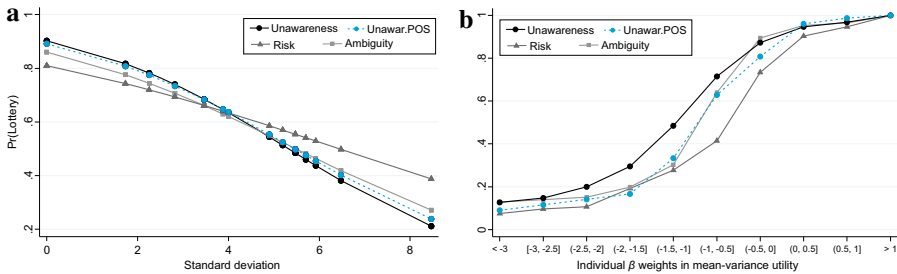 a
Unawareness
Unawar.POS
Risk
Ambiguity
Pr(Lottery)
1
.8
.6
.4
.2
0
2
4
6
8
Standard deviation
b
Unawareness
Unawar.POS
Risk
Ambiguity
1
.8
.6
.4
.2
0
< -3
[-3, -2.5]
(-2.5, -2]
(-2, -1.5]
(-1.5, -1]
(-1, -0.5]
(-0.5, 0]
(0, 0.5]
(0.5, 1]
> 1
Individual β weights in mean-variance utility